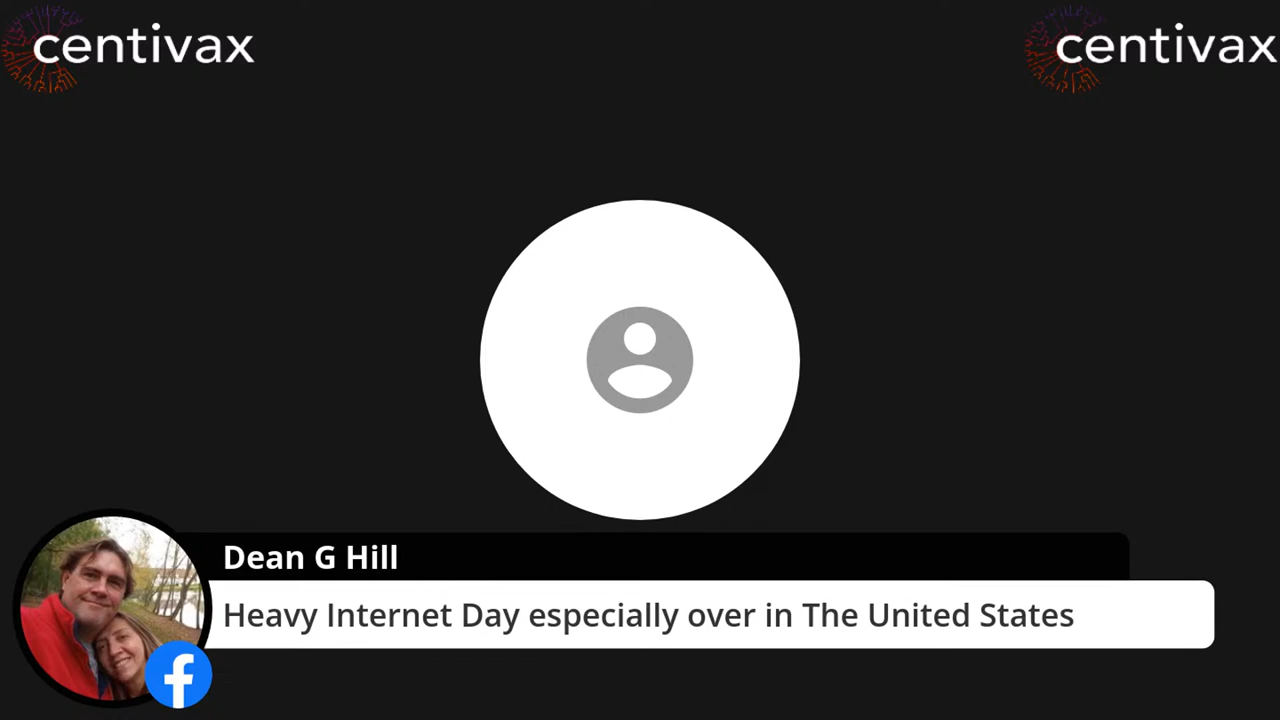 centivax
centivax
Dean G Hill
Heavy Internet Day especially over in The United States